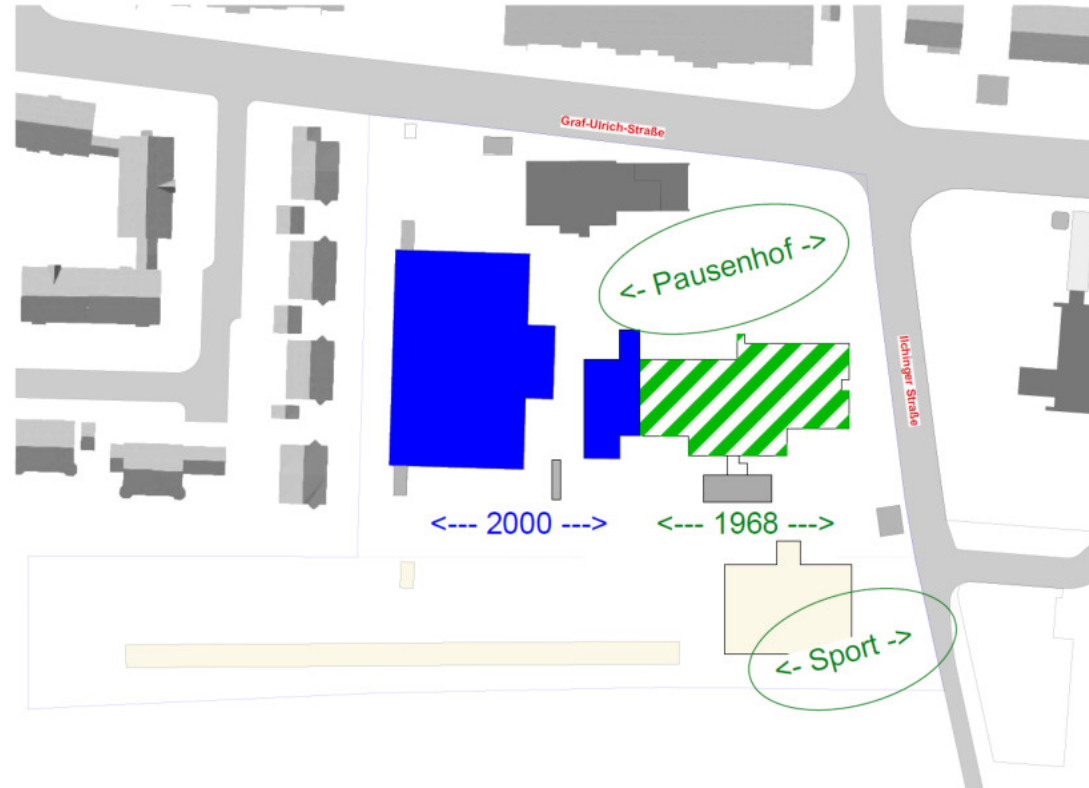 Graf-Ulrich-Straße
<- Pausenhof ->
Ilchinger Straße
<--- 2000 --->
<--- 1968 --->
<- Sport ->